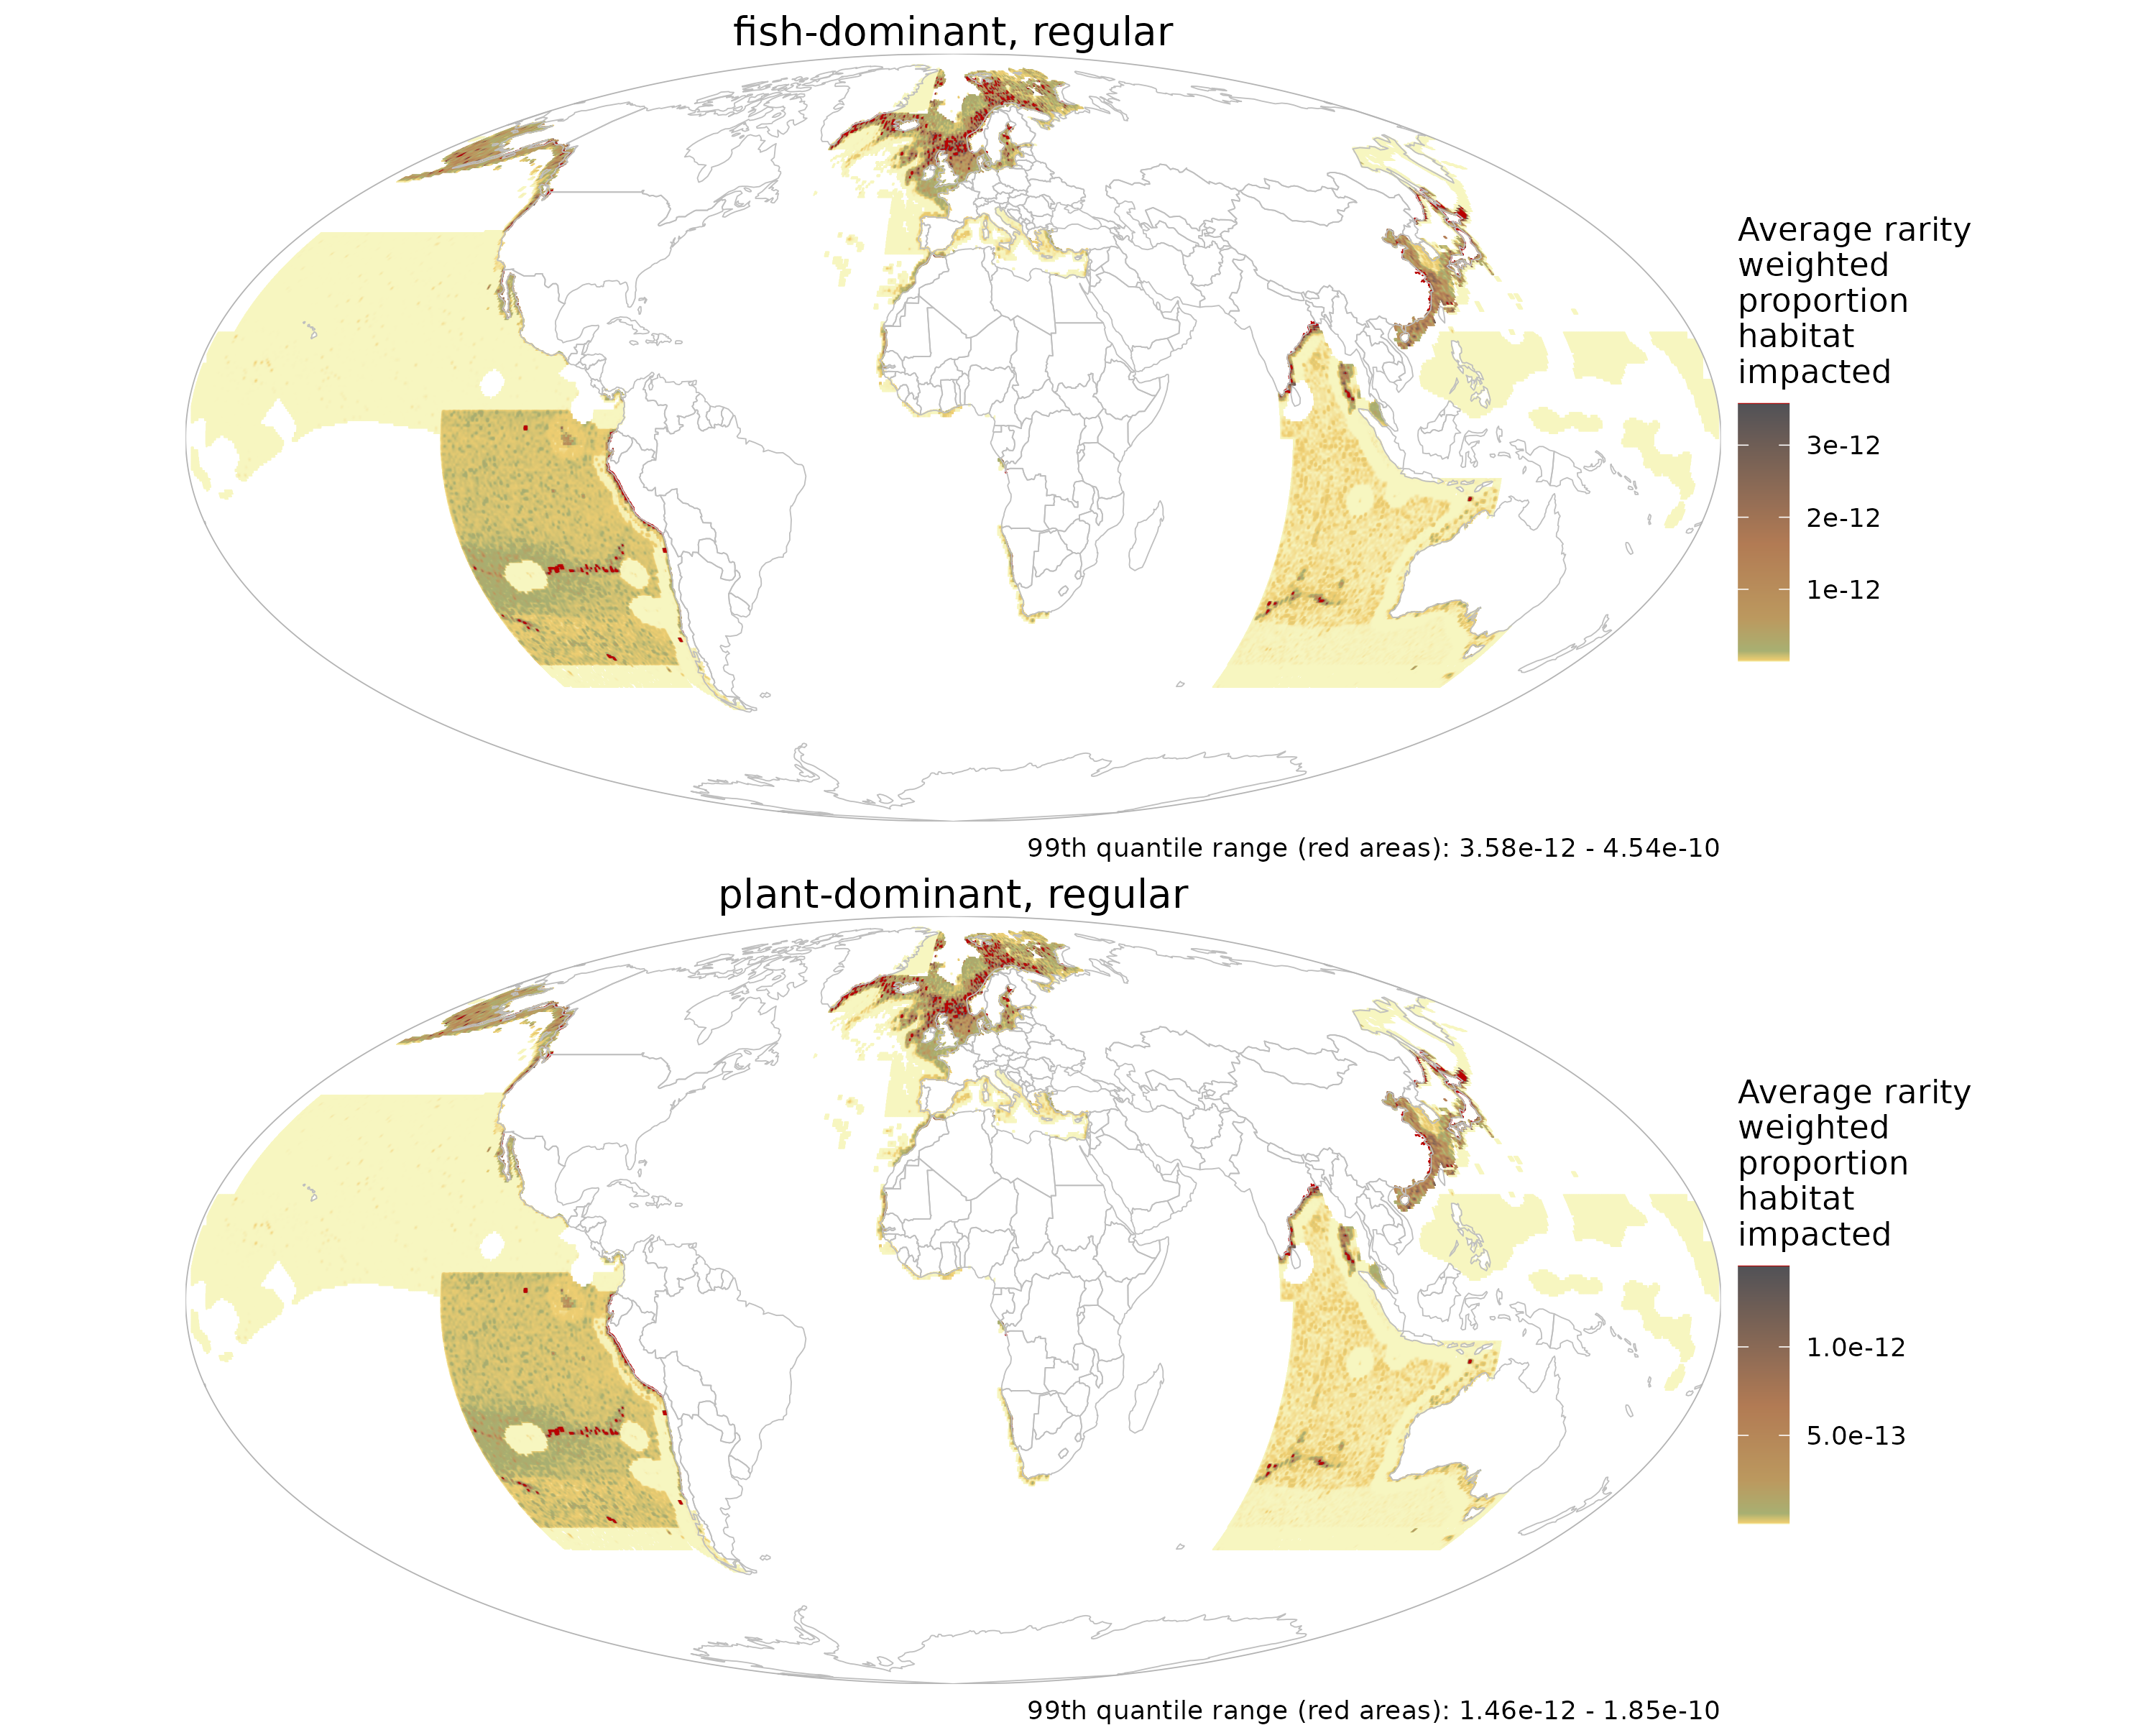 fish-dominant, regular
Average rarity
weighted
proportion
habitat
impacted
3e-12
2e-12
1e-12
99th quantile range (red areas): 3.58e-12 - 4.54e-10
plant-dominant, regular
Average rarity
weighted
proportion
habitat
impacted
1.0e-12
5.0e-13
99th quantile range (red areas): 1.46e-12 - 1.85e-10